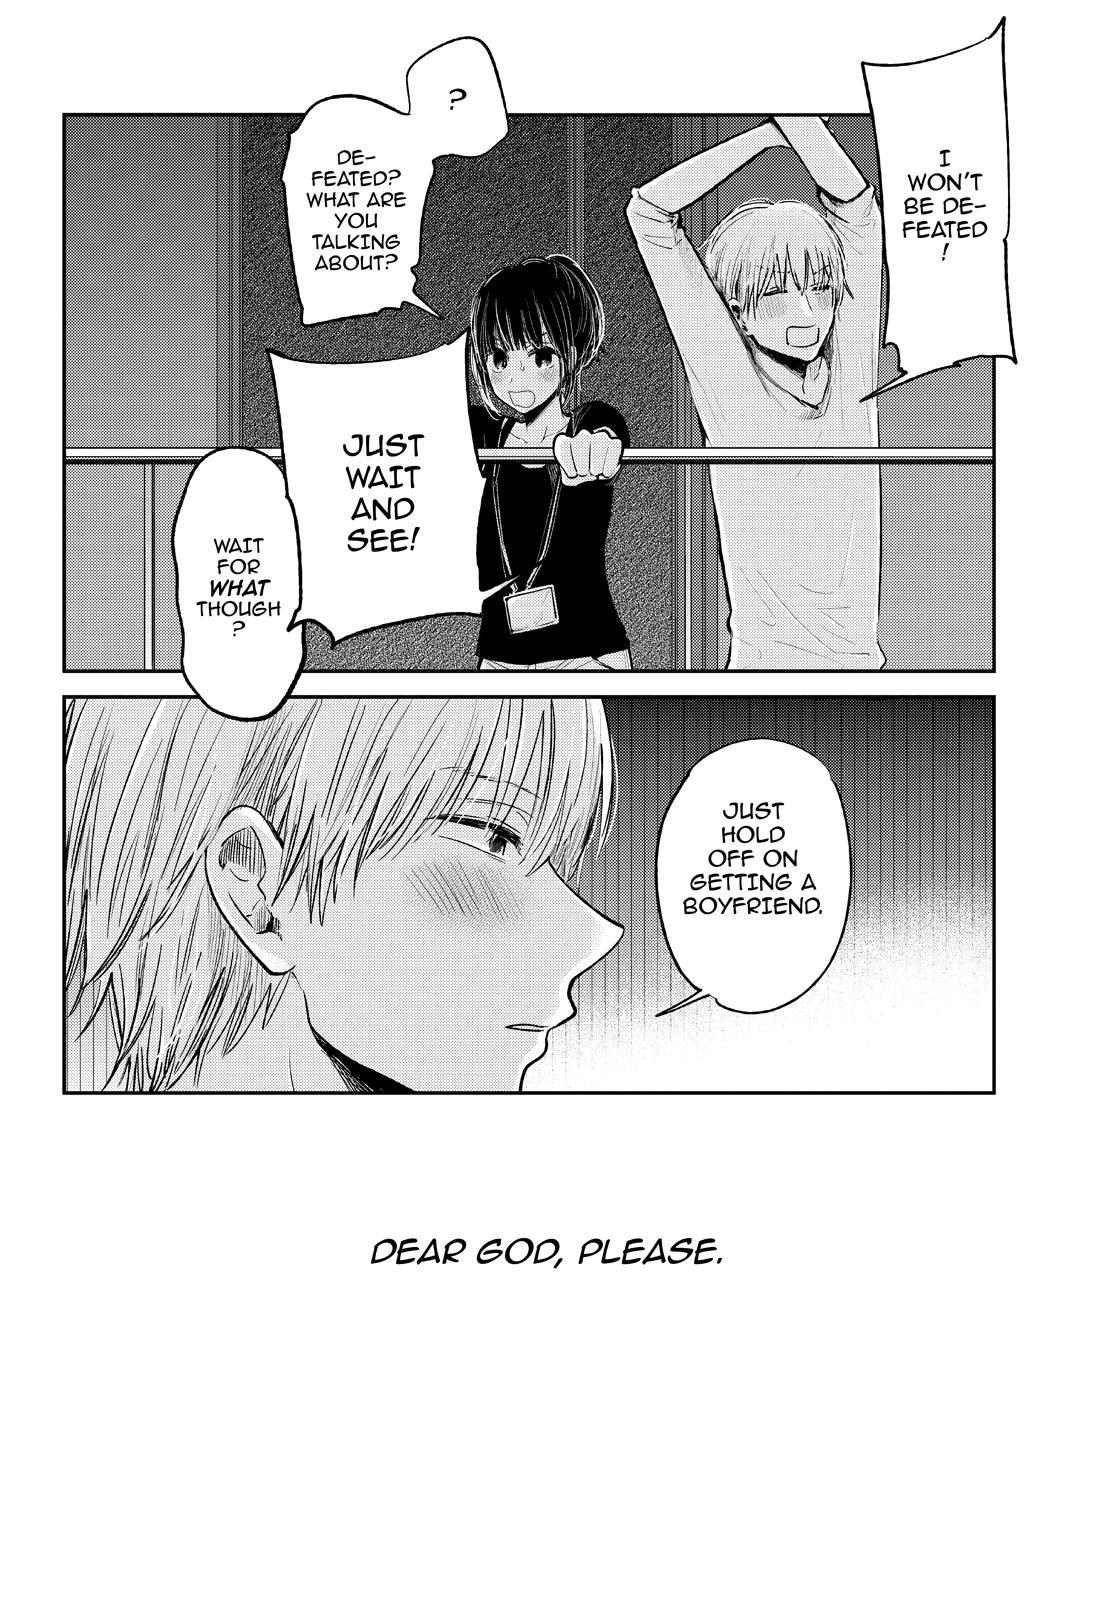 I
WON'T
BE DE-
FEATED
!
?
DE-
FEATED?
WHAT ARE
YOU
TALKING
ABOUT?
JUST
WAIT
AND
SEE!
WAIT
FOR
WHAT
THOUGH
?
JUST
HOLD
OFF ON
GETTING A
BOYFRIEND.
DEAR GOD, PLEASE.